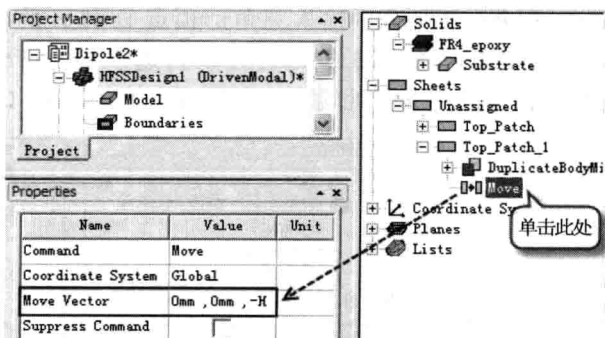 Project Manager
Dipole2*
HFSSDesign1 (DrivenModal)*
Model
Boundaries
Project
Properties
Name Value Unit
Command Move
Coordinate System Global
Move Vector 0mm ,0mm ,-H
Suppress Command
Solids
FR4_epoxy
Substrate
Sheets
Unassigned
Top_Patch
Top_Patch_1
DuplicateBodyMi
Move
Coordinate Sy
Planes
Lists
单击此处